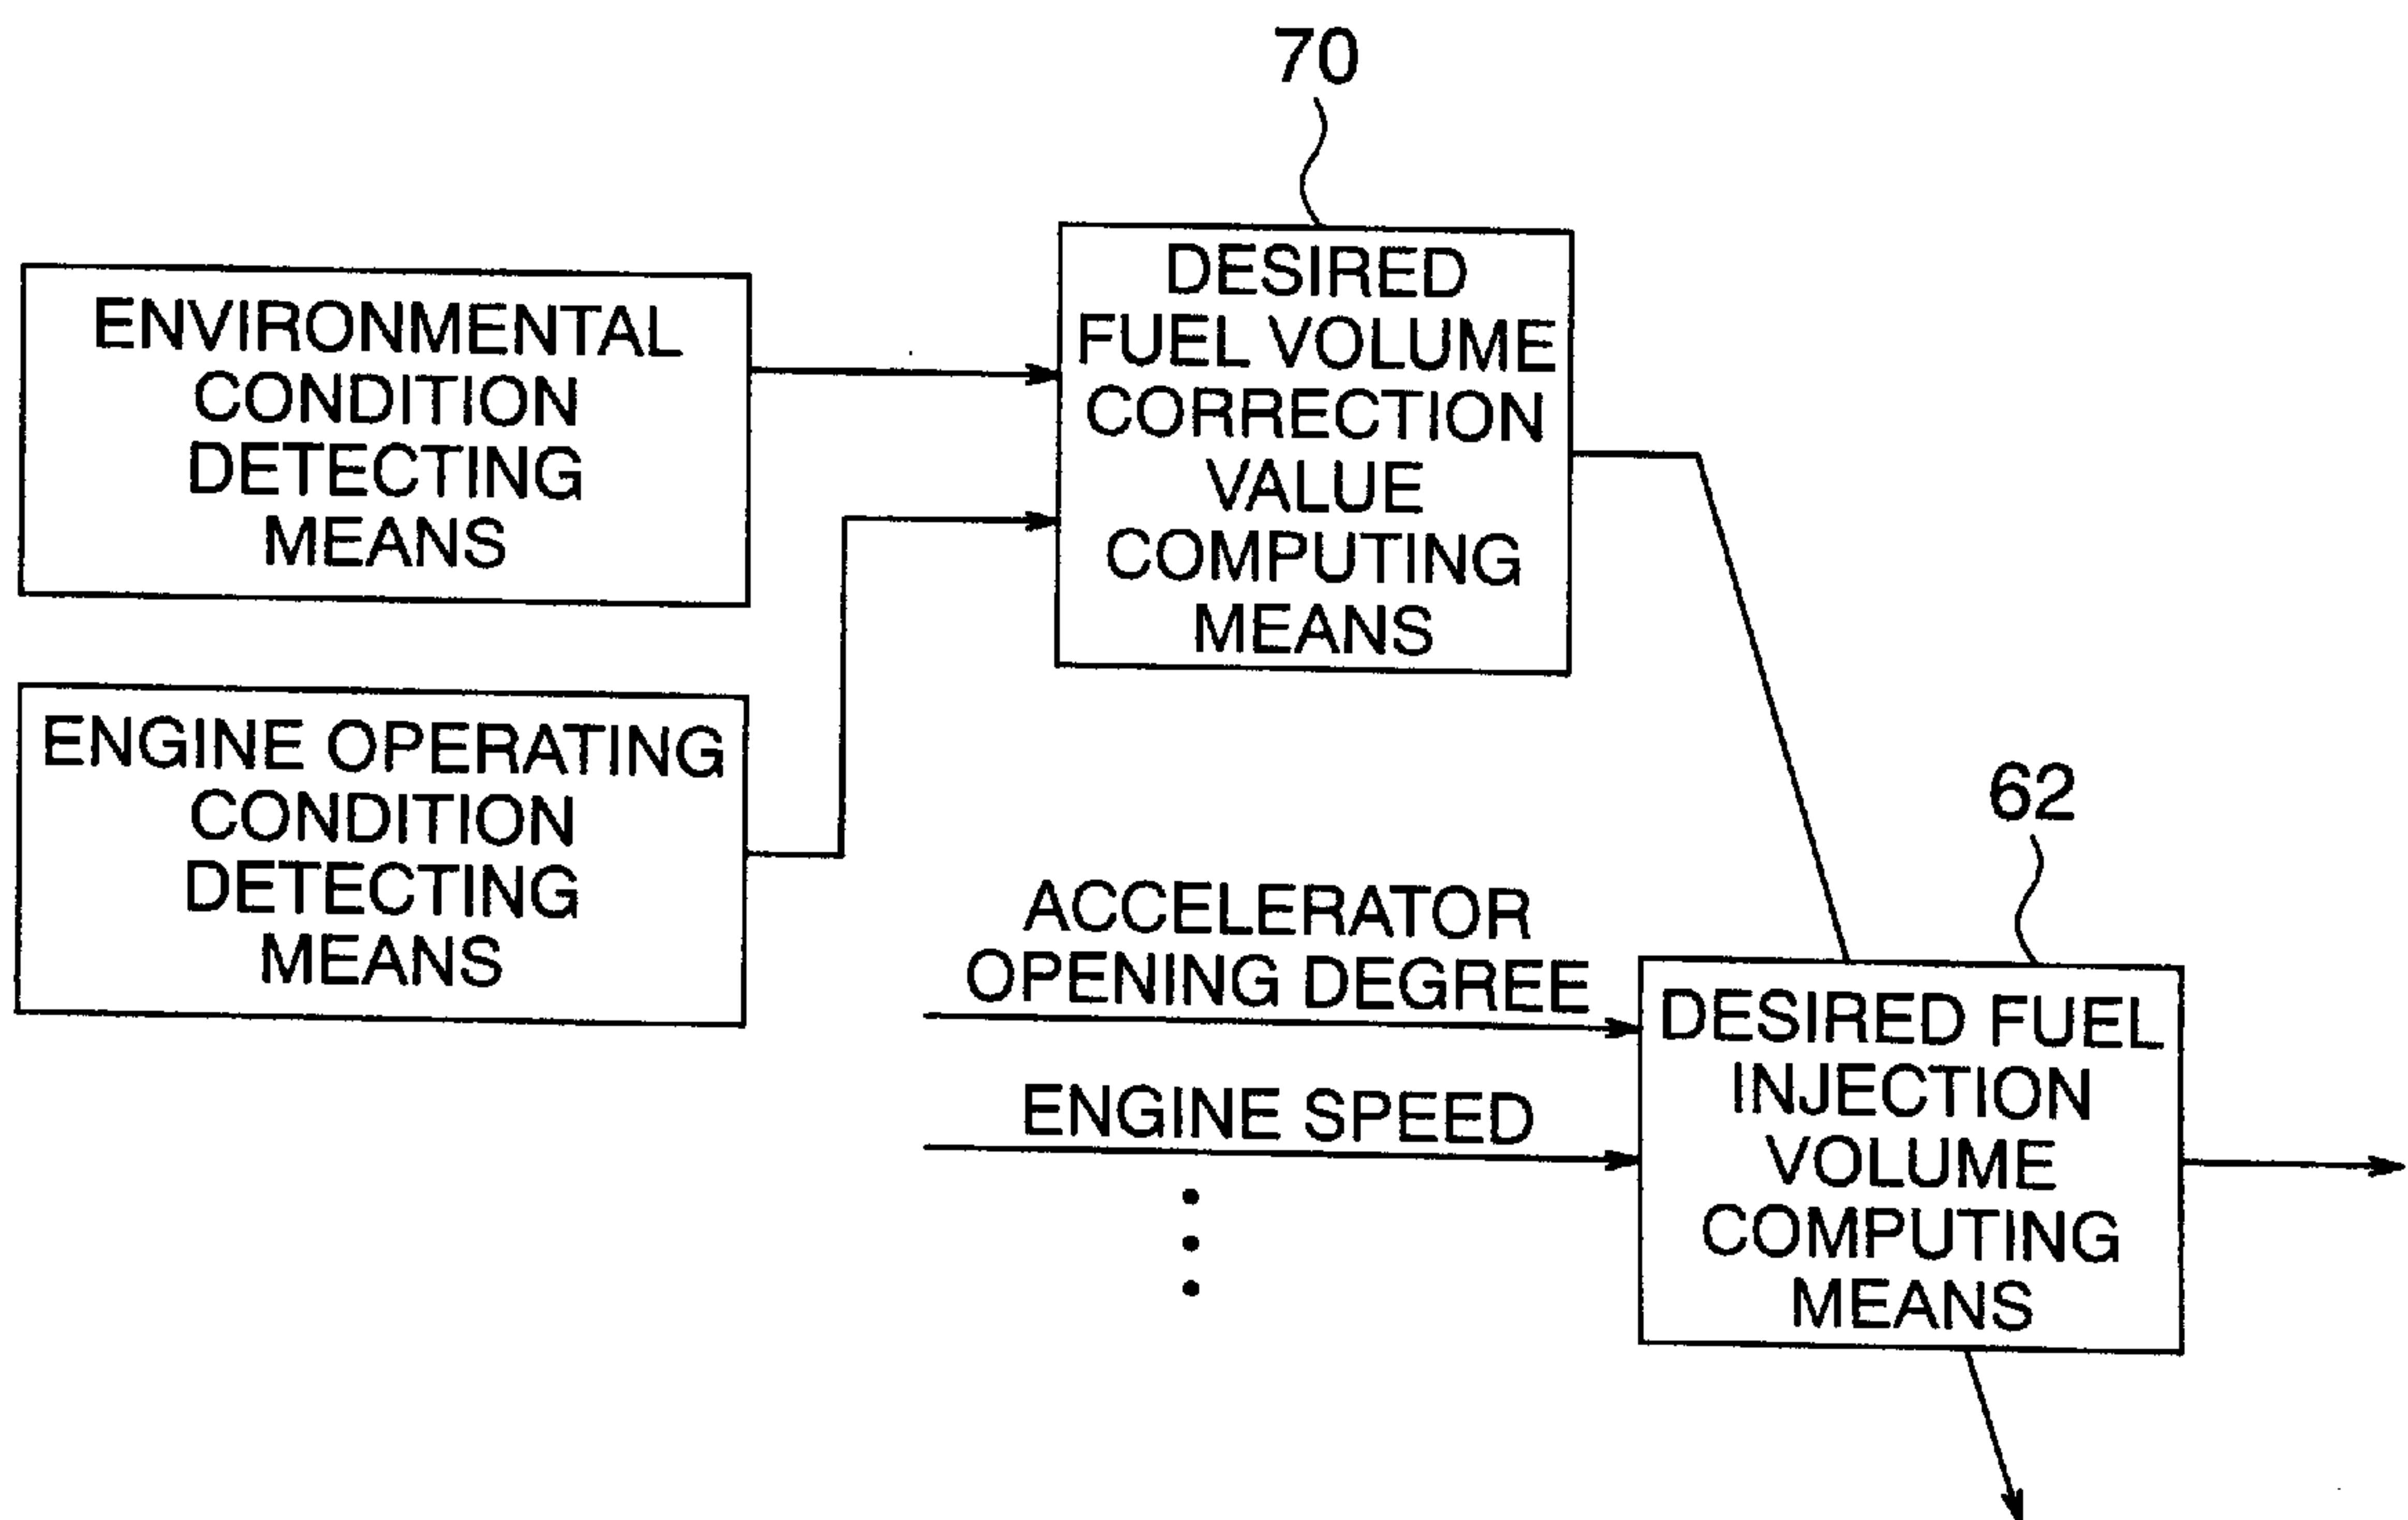 70
ENVIRONMENTAL
CONDITION
DETECTING
MEANS
DESIRED
FUEL VOLUME
CORRECTION
VALUE
COMPUTING
MEANS
ENGINE OPERATING
CONDITION
DETECTING
MEANS
62
ACCELERATOR
OPENING DEGREE
ENGINE SPEED
DESIRED FUEL
INJECTION
VOLUME
COMPUTING
MEANS